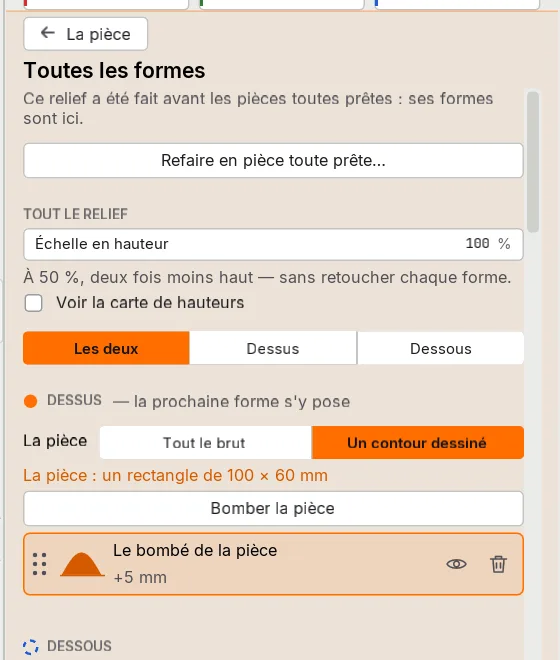 La pièce
Toutes les formes
Ce relief a été fait avant les pièces toutes prêtes : ses formes
sont ici.
Refaire en pièce toute prête…
TOUT LE RELIEF
Échelle en hauteur 100 %
À 50 %, deux fois moins haut — sans retoucher chaque forme.
Voir la carte de hauteurs
Les deux Dessus Dessous
DESSUS — la prochaine forme s'y pose
La pièce Tout le brut Un contour dessiné
La pièce : un rectangle de 100 × 60 mm
Bomber la pièce
Le bombé de la pièce
+5 mm
DESSOUS